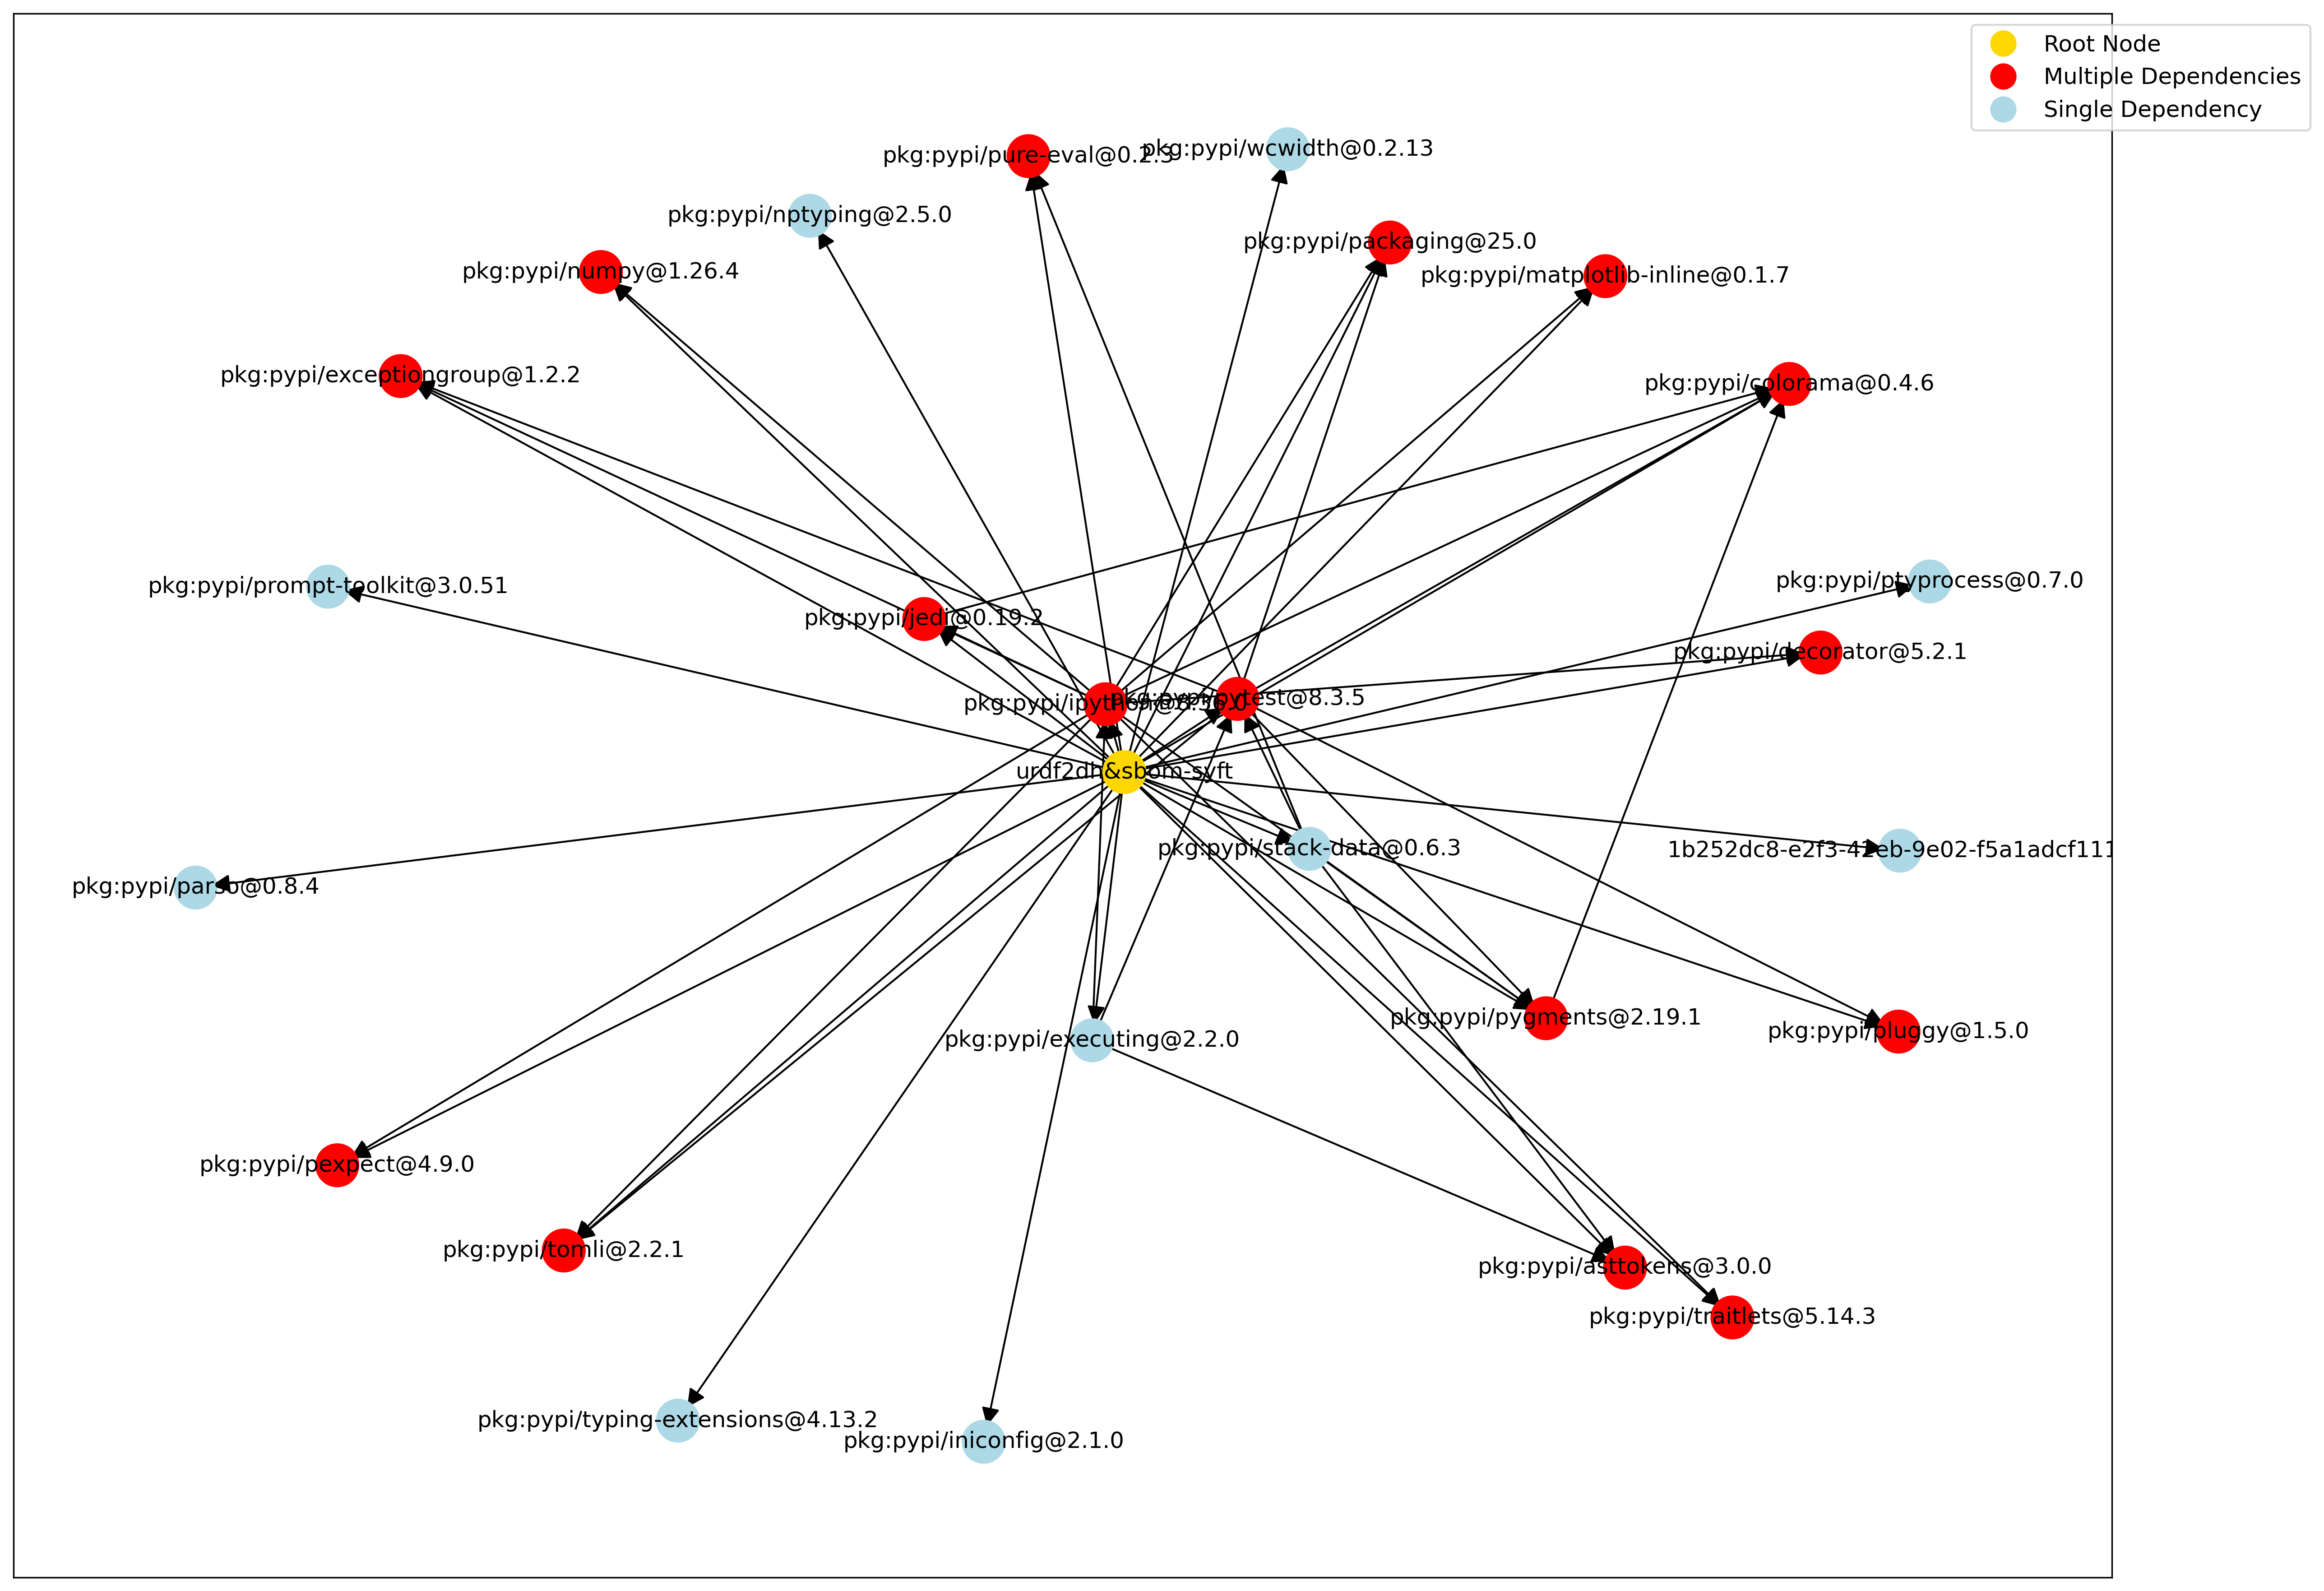 Root Node
Multiple Dependencies
Single Dependency
pkg:pypi/pure-eval@0.2.3
pkg:pypi/wcwidth@0.2.13
pkg:pypi/nptyping@2.5.0
pkg:pypi/packaging@25.0
pkg:pypi/numpy@1.26.4
pkg:pypi/matplotlib-inline@0.1.7
pkg:pypi/exceptiongroup@1.2.2
pkg:pypi/colorama@0.4.6
pkg:pypi/prompt-toolkit@3.0.51
pkg:pypi/ptyprocess@0.7.0
pkg:pypi/jedi@0.19.2
pkg:pypi/decorator@5.2.1
pkg:pypi/ipython@8.36.0
pkg:pypi/pytest@8.3.5
urdf2dh&sbom-syft
pkg:pypi/stack-data@0.6.3
1b252dc8-e2f3-42eb-9e02-f5a1adcf111
pkg:pypi/parso@0.8.4
pkg:pypi/pygments@2.19.1
pkg:pypi/pluggy@1.5.0
pkg:pypi/executing@2.2.0
pkg:pypi/pexpect@4.9.0
pkg:pypi/tomli@2.2.1
pkg:pypi/asttokens@3.0.0
pkg:pypi/traitlets@5.14.3
pkg:pypi/typing-extensions@4.13.2
pkg:pypi/iniconfig@2.1.0